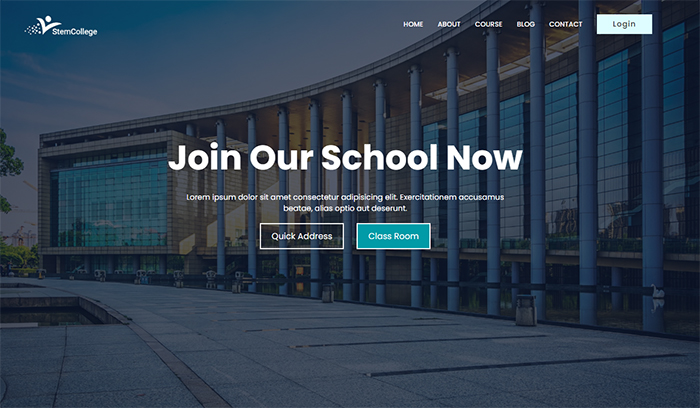 StemCollege
HOME ABOUT COURSE BLOG CONTACT Login
Join Our School Now
Lorem ipsum dolor sit amet consectetur adipisicing elit. Exercitationem accusamus
beatae, alias optio aut deserunt.
Quick Address Class Room